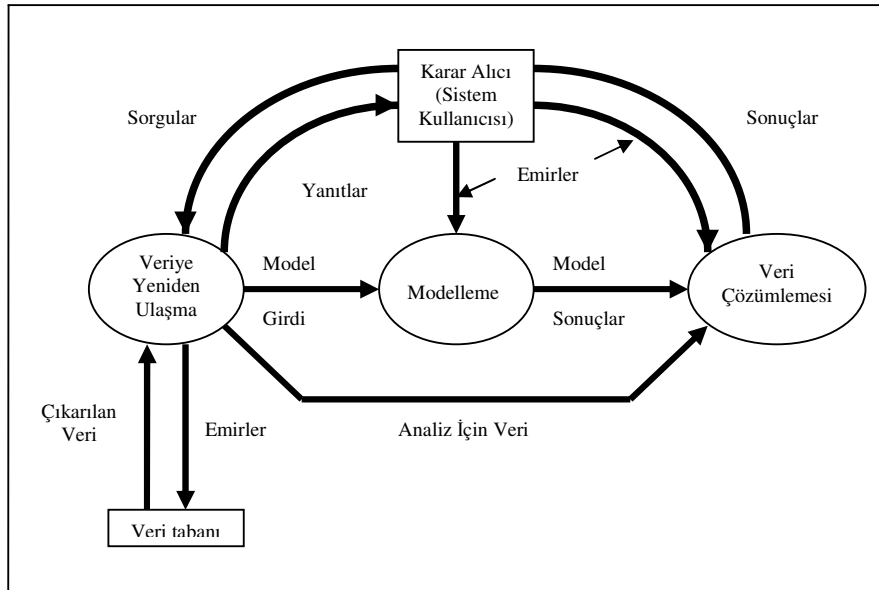 Karar Alıcı
(Sistem
Kullanıcısı)
Sorgular
Sonuçlar
Yanıtlar
Emirler
Veriye
Yeniden
Ulaşma
Model
Girdi
Modelleme
Model
Sonuçlar
Veri
Çözümlemesi
Çıkarılan
Veri
Emirler
Analiz İçin Veri
Veri tabanı